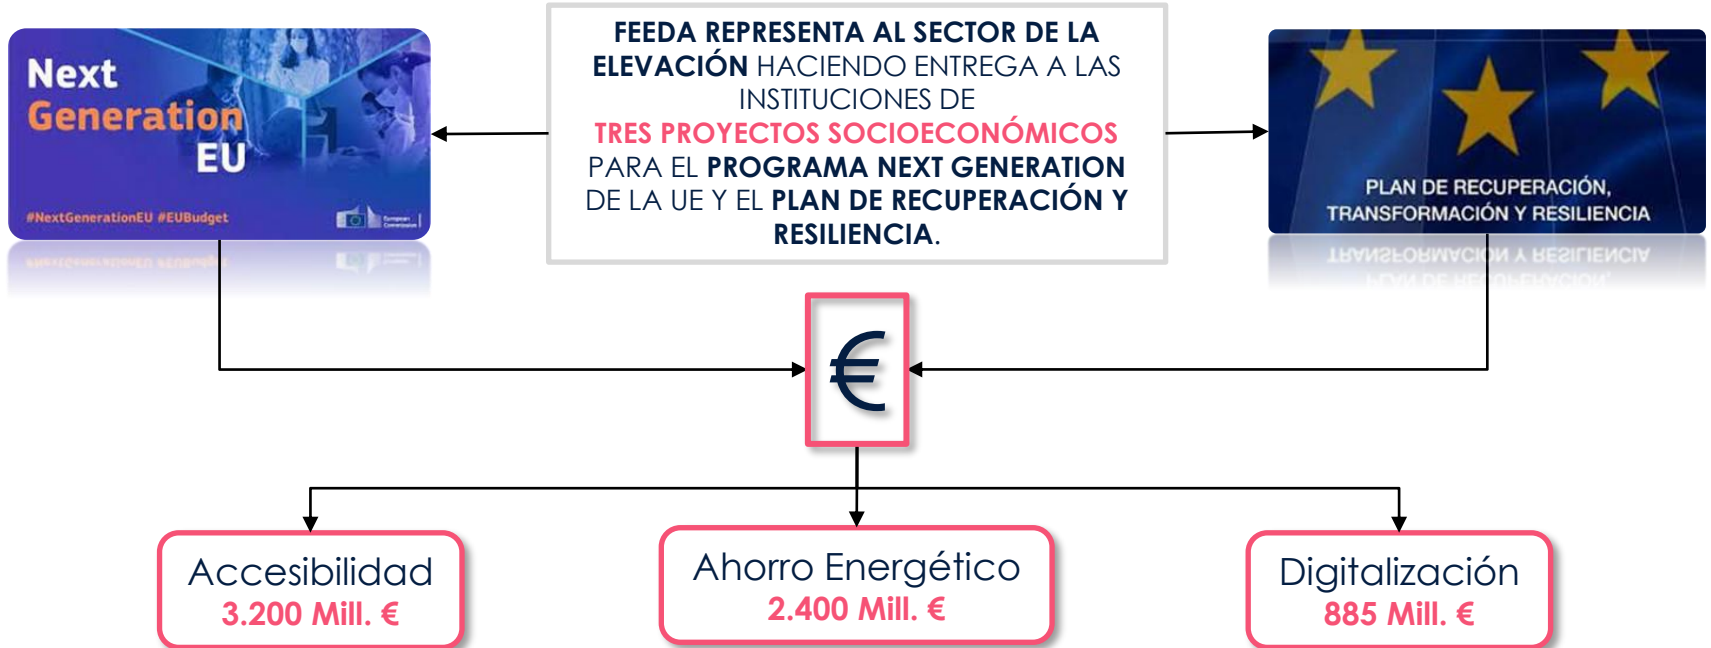 Next
Generation
EU
#NextGenerationEU #EUBudget
European
Commission
FEEDA REPRESENTA AL SECTOR DE LA
ELEVACIÓN HACIENDO ENTREGA A LAS
INSTITUCIONES DE
TRES PROYECTOS SOCIOECONÓMICOS
PARA EL PROGRAMA NEXT GENERATION
DE LA UE Y EL PLAN DE RECUPERACIÓN Y
RESILIENCIA.
PLAN DE RECUPERACIÓN,
TRANSFORMACIÓN Y RESILIENCIA
€
Accesibilidad
3.200 Mill. €
Ahorro Energético
2.400 Mill. €
Digitalización
885 Mill. €